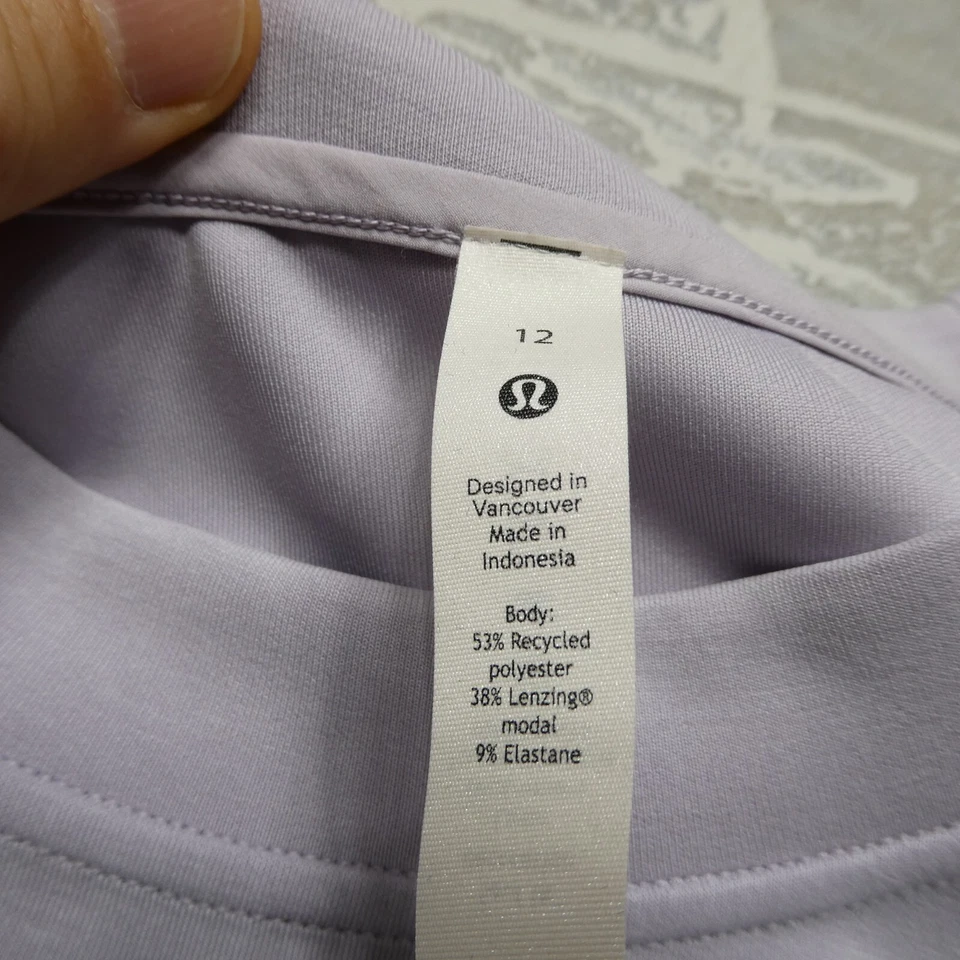 12
Designed in
Vancouver
Made in
Indonesia
Body:
53% Recycled
polyester
38% Lenzing®
modal
9% Elastane